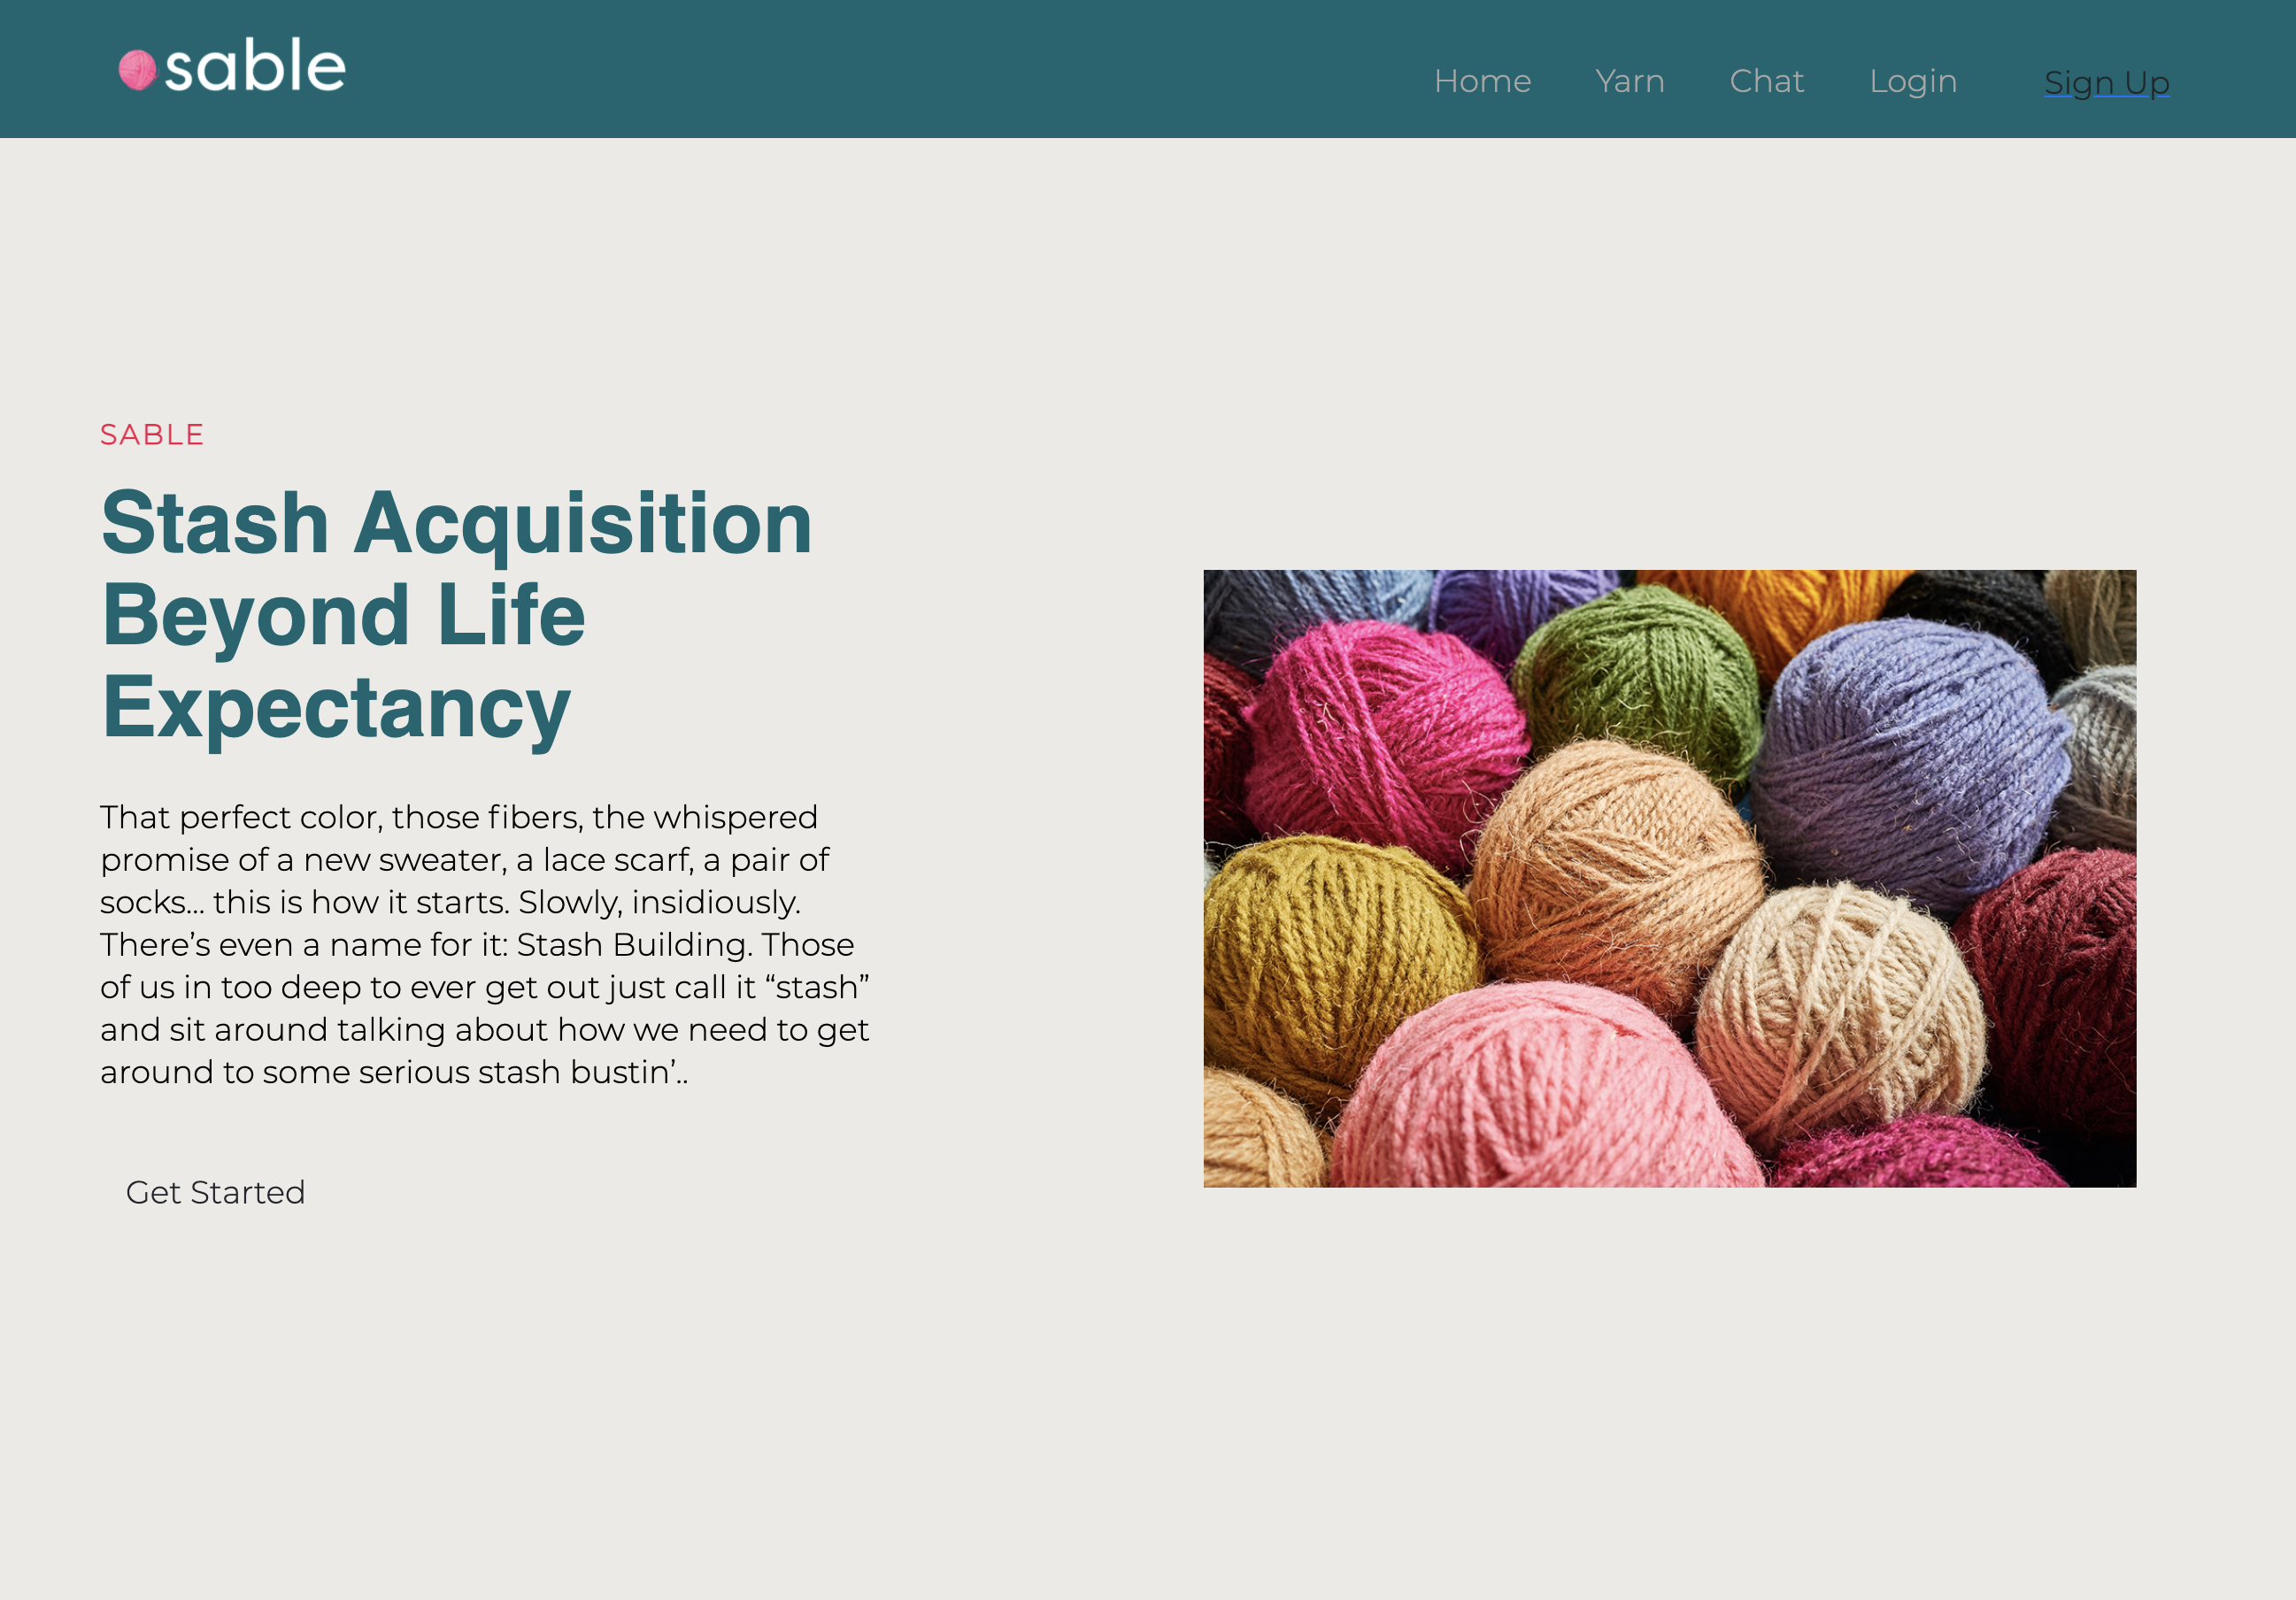 sable
Home Yarn Chat Login Sign Up
SABLE
Stash Acquisition
Beyond Life
Expectancy
That perfect color, those fibers, the whispered
promise of a new sweater, a lace scarf, a pair of
socks... this is how it starts. Slowly, insidiously.
There’s even a name for it: Stash Building. Those
of us in too deep to ever get out just call it “stash”
and sit around talking about how we need to get
around to some serious stash bustin’..
Get Started